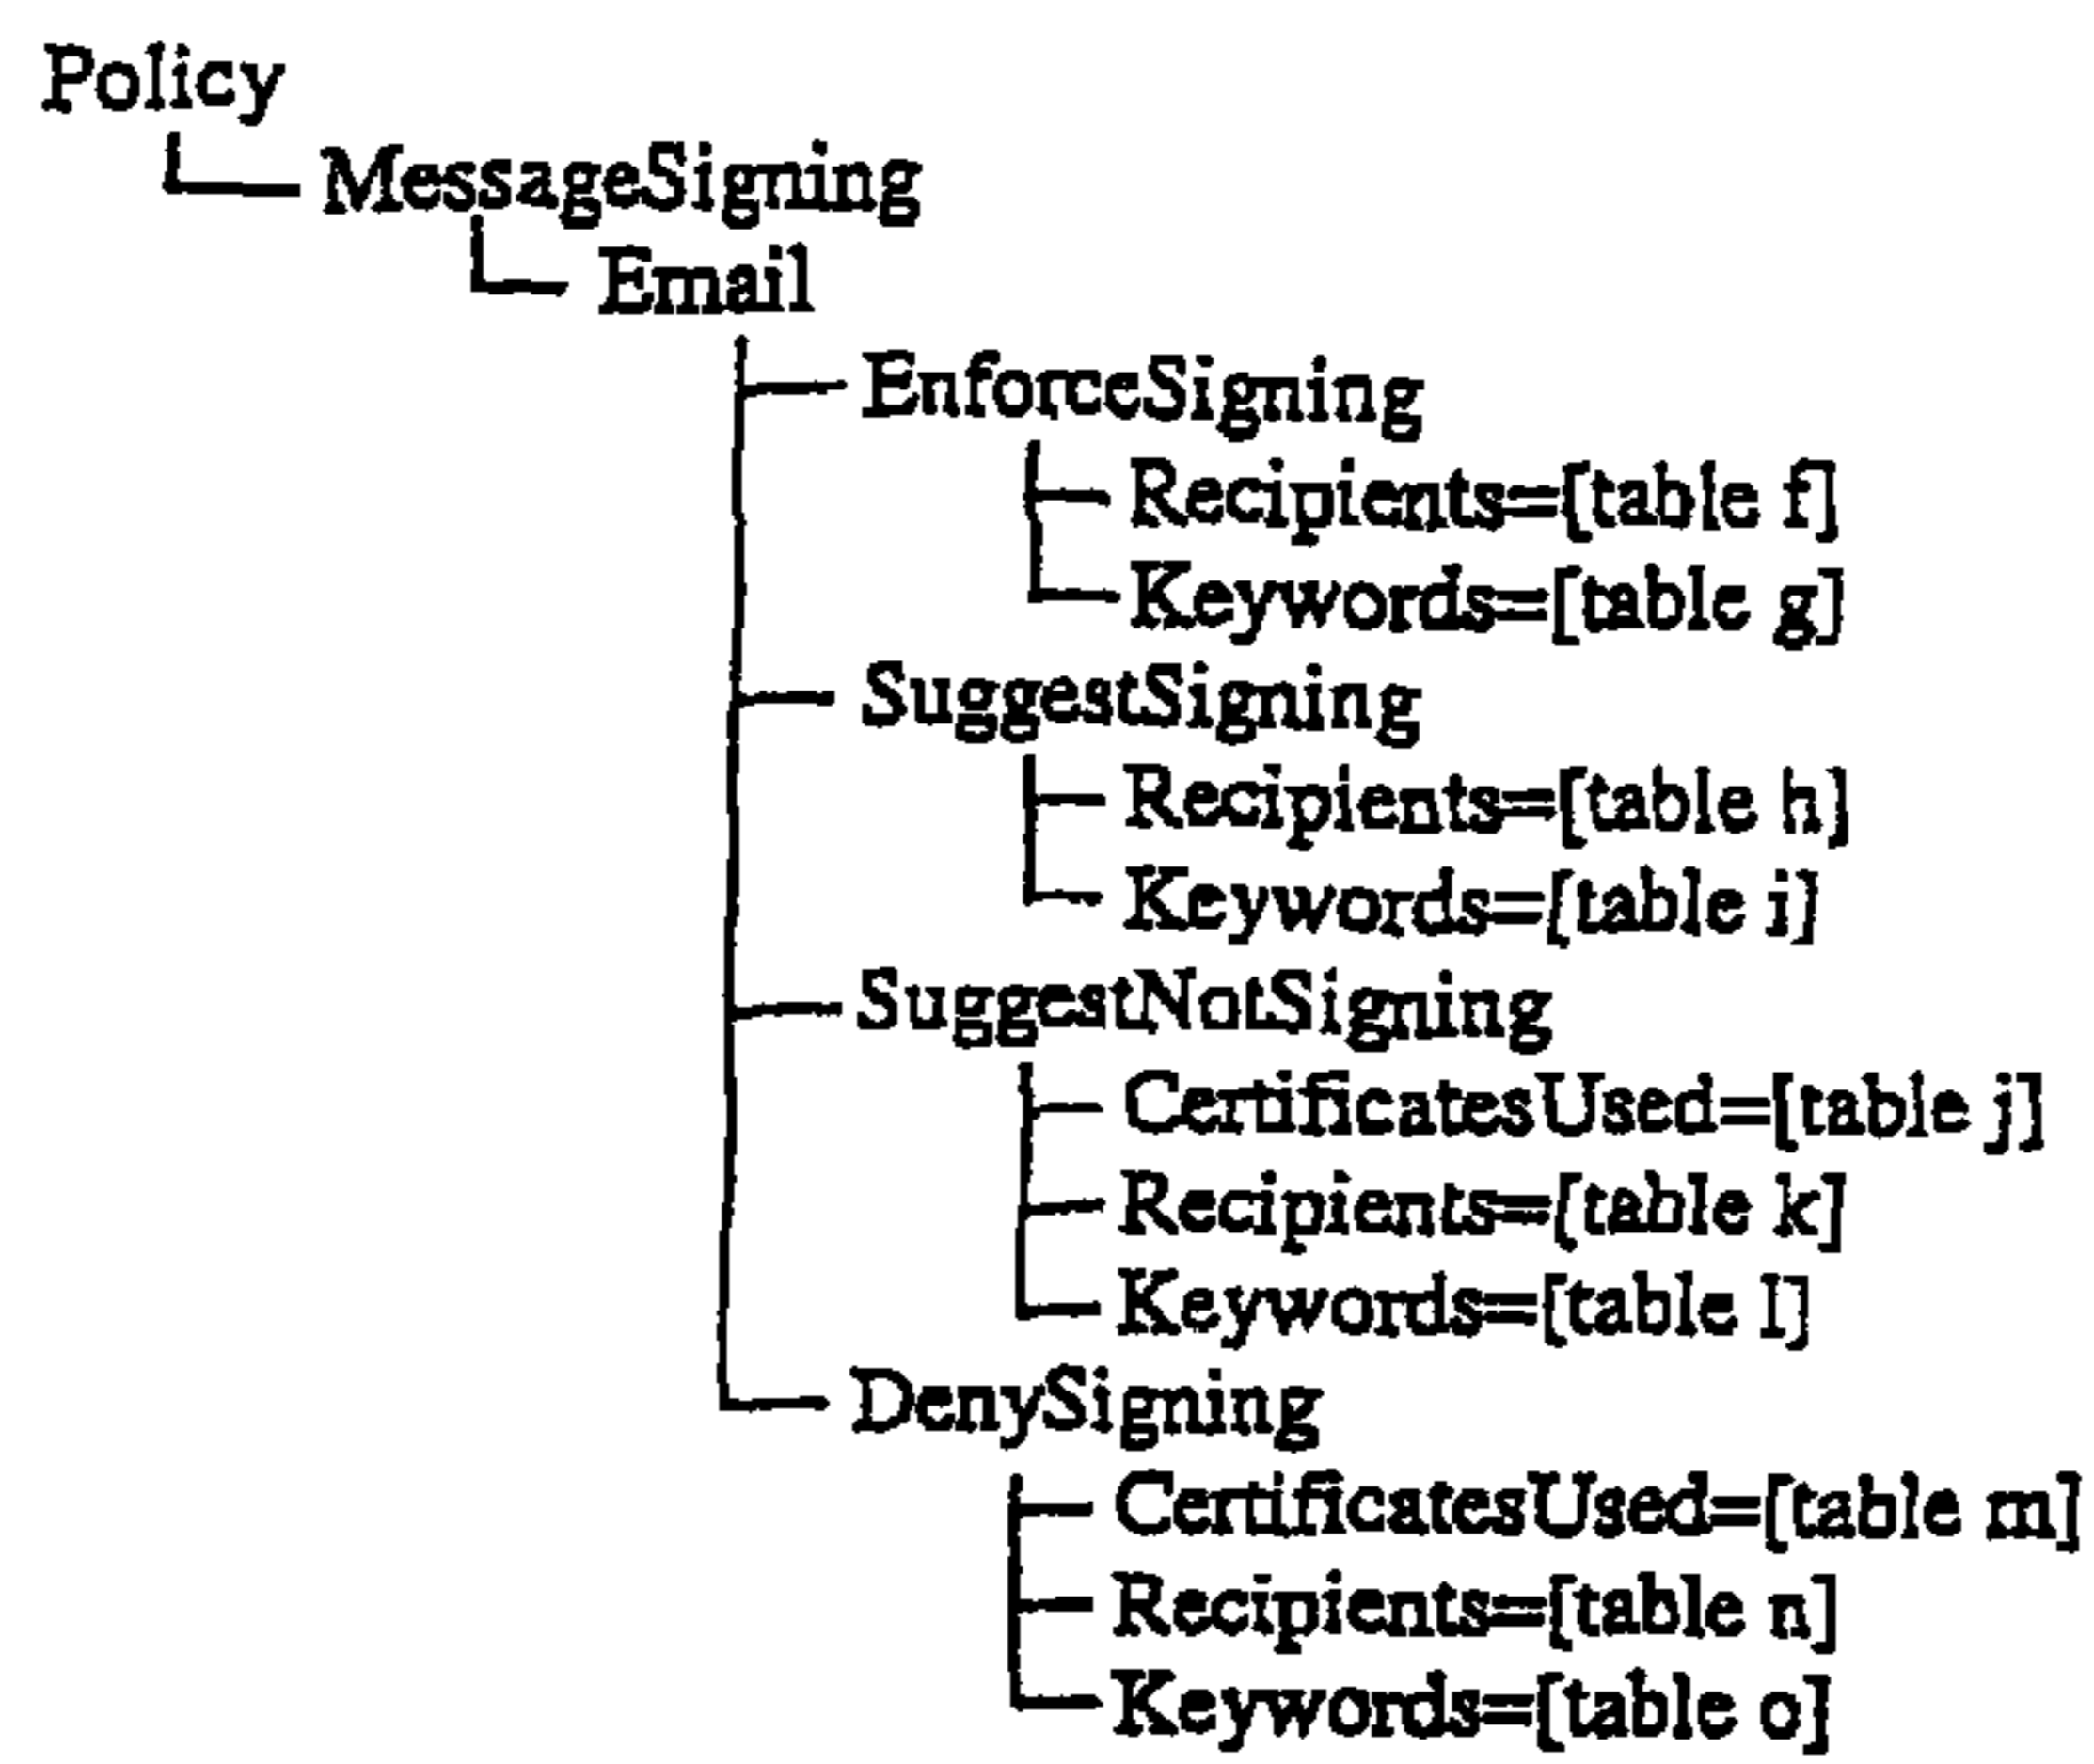 Policy
MessageSigning
Email
EnforceSigning
Recipients=[table f]
Keywords=[table g]
SuggestSigning
Recipients=[table h]
Keywords=[table i]
SuggestNotSigning
CertificatesUsed=[table j]
Recipients=[table k]
Keywords=[table l]
DenySigning
CertificatesUsed=[table m]
Recipients=[table n]
Keywords=[table o]